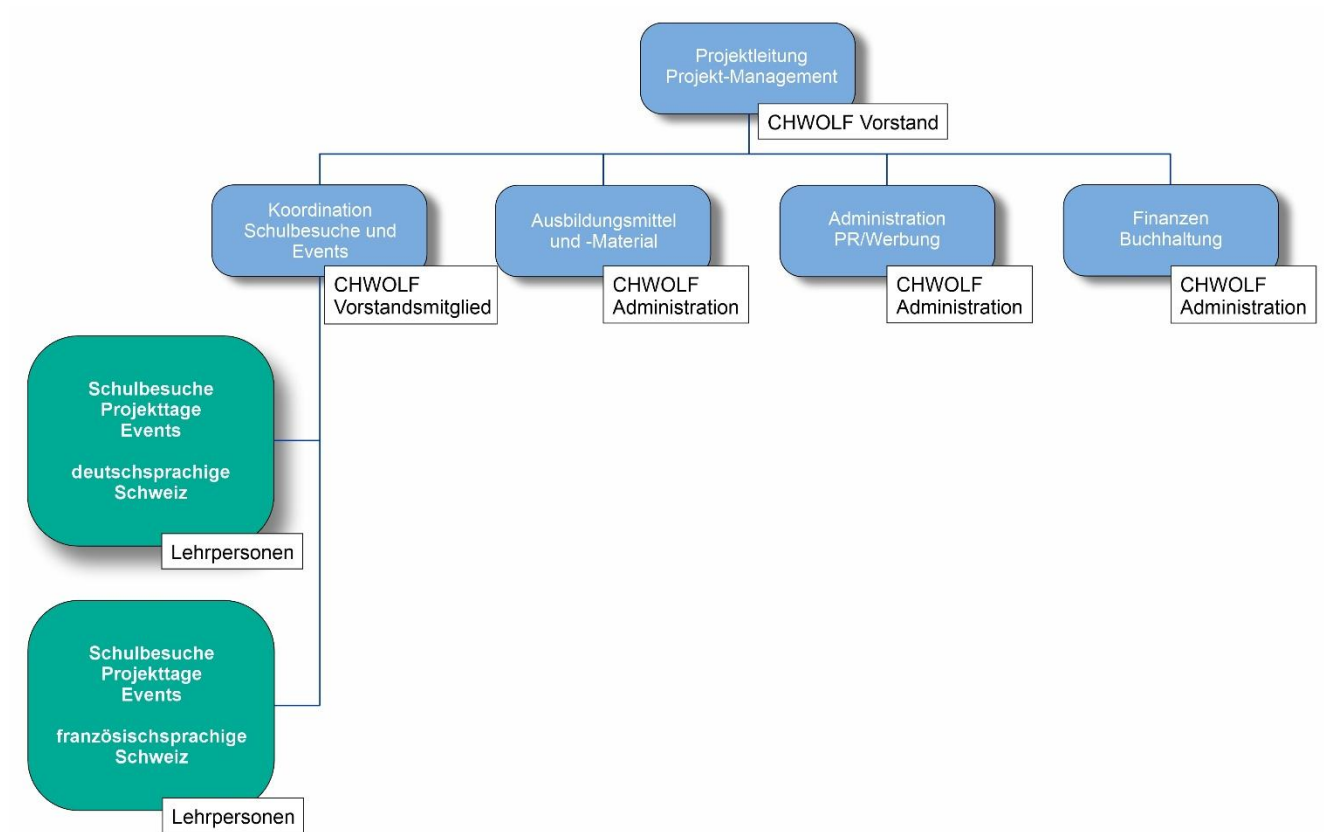 Projektleitung
Projekt-Management
CHWOLF Vorstand
Koordination
Schulbesuche und
Events
CHWOLF
Vorstandsmitglied
Ausbildungsmittel
und -Material
CHWOLF
Administration
Administration
PR/Werbung
CHWOLF
Administration
Finanzen
Buchhaltung
CHWOLF
Administration
Schulbesuche
Projekttage
Events
deutschsprachige
Schweiz
Lehrpersonen
Schulbesuche
Projekttage
Events
französischsprachige
Schweiz
Lehrpersonen